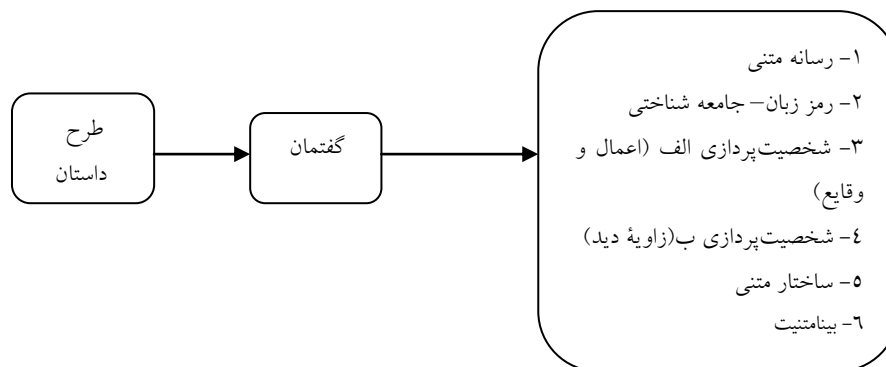 طرح
داستان
گفتمان
۱- رسانه متنی
۲- رمز زبان– جامعه شناختی
۳- شخصیت‌پردازی الف (اعمال و
وقایع)
٤- شخصیت‌پردازی ب(زاویۀ دید)
٥- ساختار متنی
٦- بینامتنیت